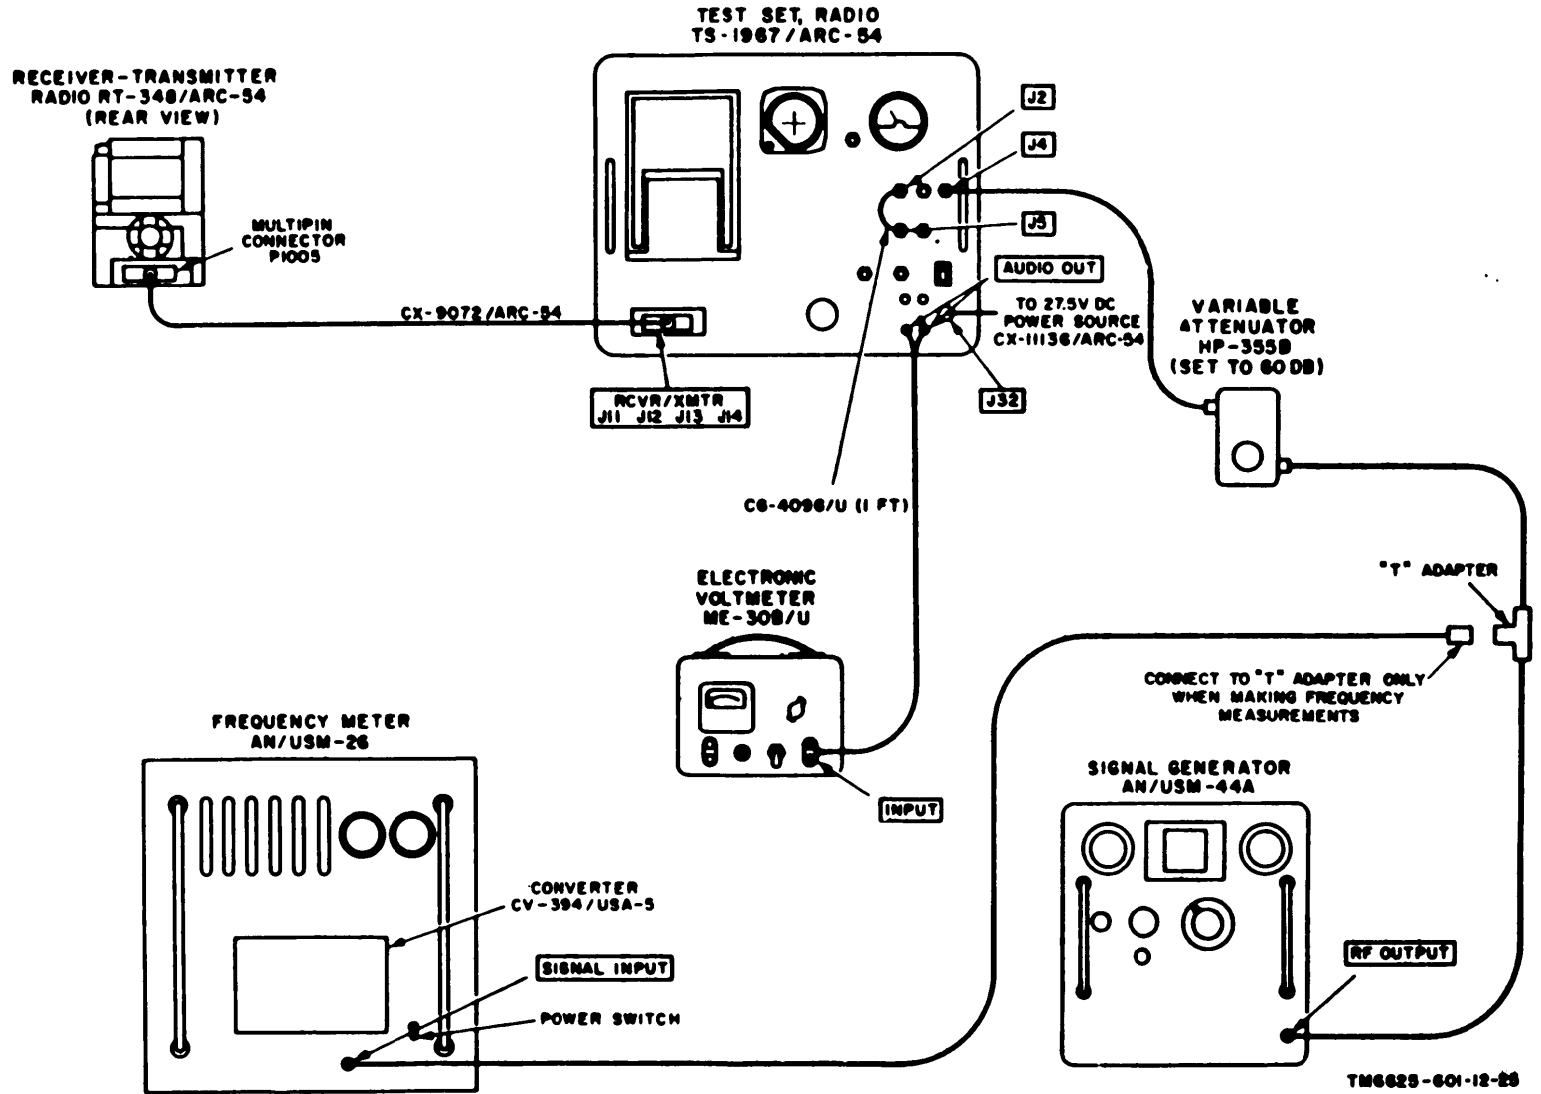 TEST SET, RADIO
TS-1967/ARC-54
RECEIVER-TRANSMITTER
RADIO RT-348/ARC-54
(REAR VIEW)
MULTIPIN
CONNECTOR
P1005
J2
J4
J5
AUDIO OUT
CX-9072/ARC-54
TO 27.5V DC
POWER SOURCE
CX-11136/ARC-54
VARIABLE
ATTENUATOR
HP-355B
(SET TO 60 DB)
RCVR/XMTR
J11 J12 J13 J14
J32
CG-409G/U (1 FT)
"T" ADAPTER
ELECTRONIC
VOLTMETER
ME-30B/U
CONNECT TO "T" ADAPTER ONLY
WHEN MAKING FREQUENCY
MEASUREMENTS
INPUT
FREQUENCY METER
AN/USM-26
SIGNAL GENERATOR
AN/USM-44A
CONVERTER
CV-394/USA-5
SIGNAL INPUT
POWER SWITCH
RF OUTPUT
TM6625-601-12-25